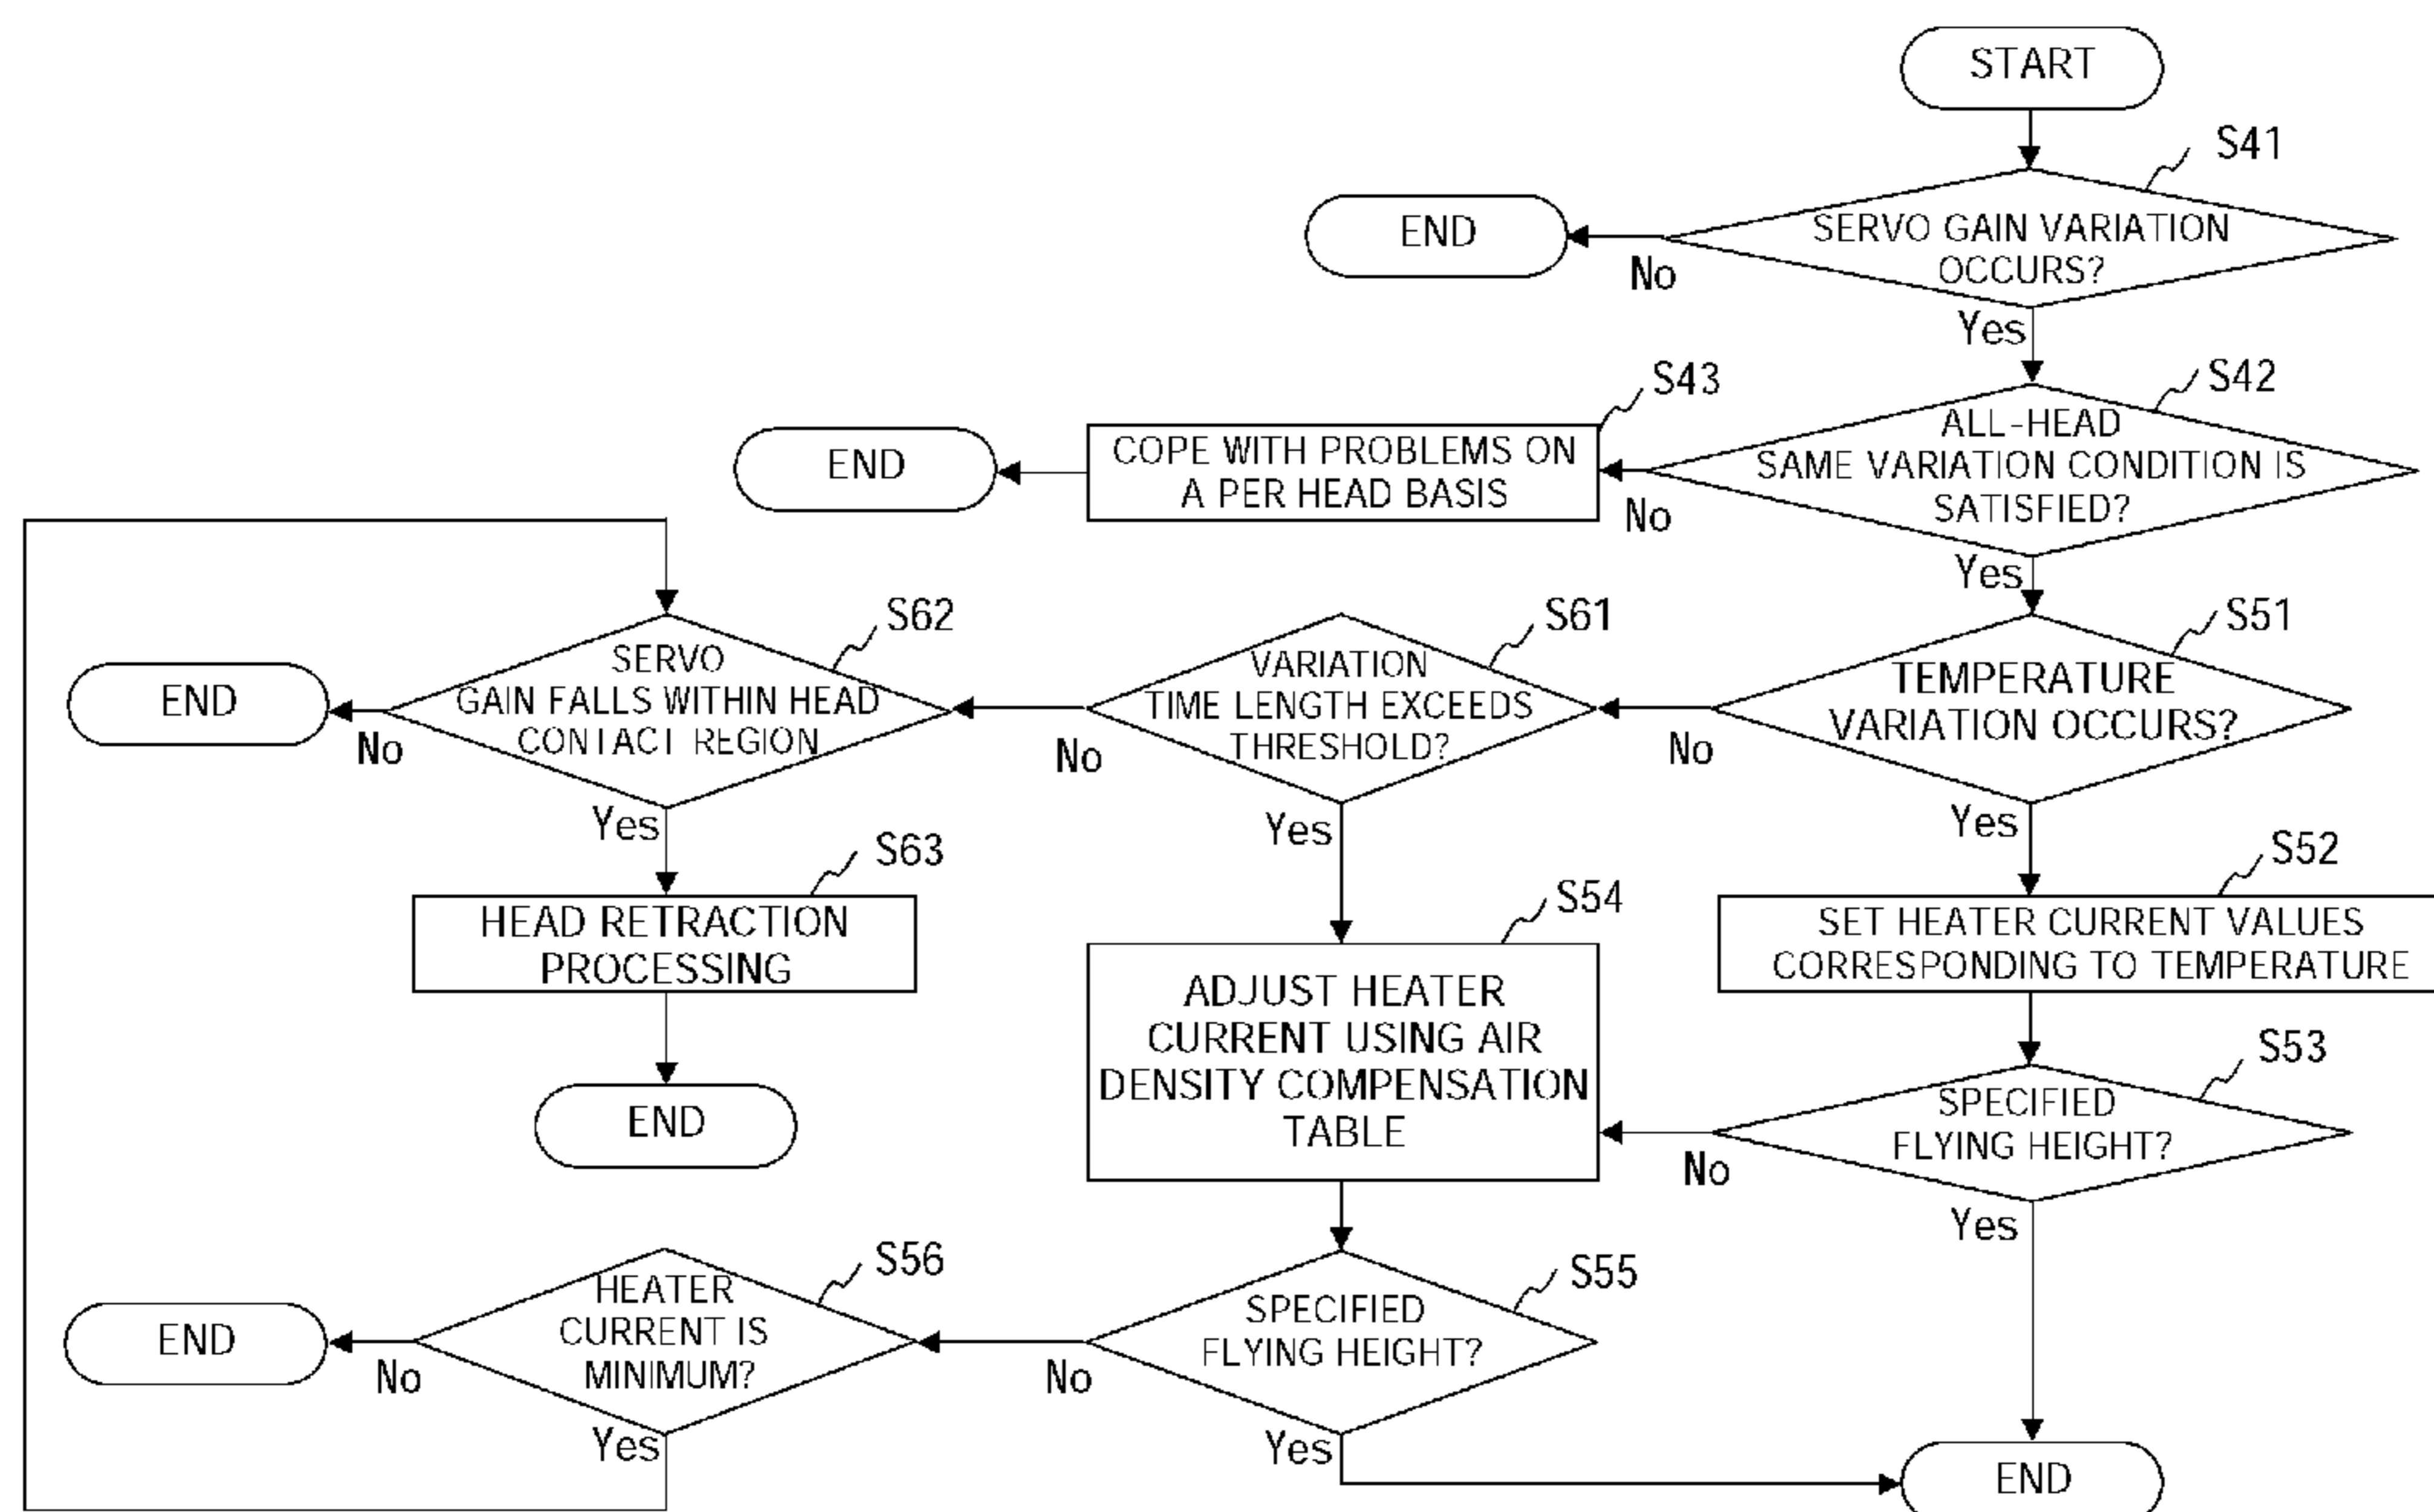 START
S41
SERVO GAIN VARIATION
OCCURS?
No
END
Yes
S42
ALL-HEAD
SAME VARIATION CONDITION IS
SATISFIED?
No
S43
COPE WITH PROBLEMS ON
A PER HEAD BASIS
END
Yes
S51
TEMPERATURE
VARIATION OCCURS?
No
S61
VARIATION
TIME LENGTH EXCEEDS
THRESHOLD?
No
S62
SERVO
GAIN FALLS WITHIN HEAD
CONTACT REGION
No
END
Yes
S63
HEAD RETRACTION
PROCESSING
END
Yes
S54
ADJUST HEATER
CURRENT USING AIR
DENSITY COMPENSATION
TABLE
Yes
S52
SET HEATER CURRENT VALUES
CORRESPONDING TO TEMPERATURE
S53
SPECIFIED
FLYING HEIGHT?
No
Yes
S55
SPECIFIED
FLYING HEIGHT?
No
Yes
S56
HEATER
CURRENT IS
MINIMUM?
No
END
Yes
END